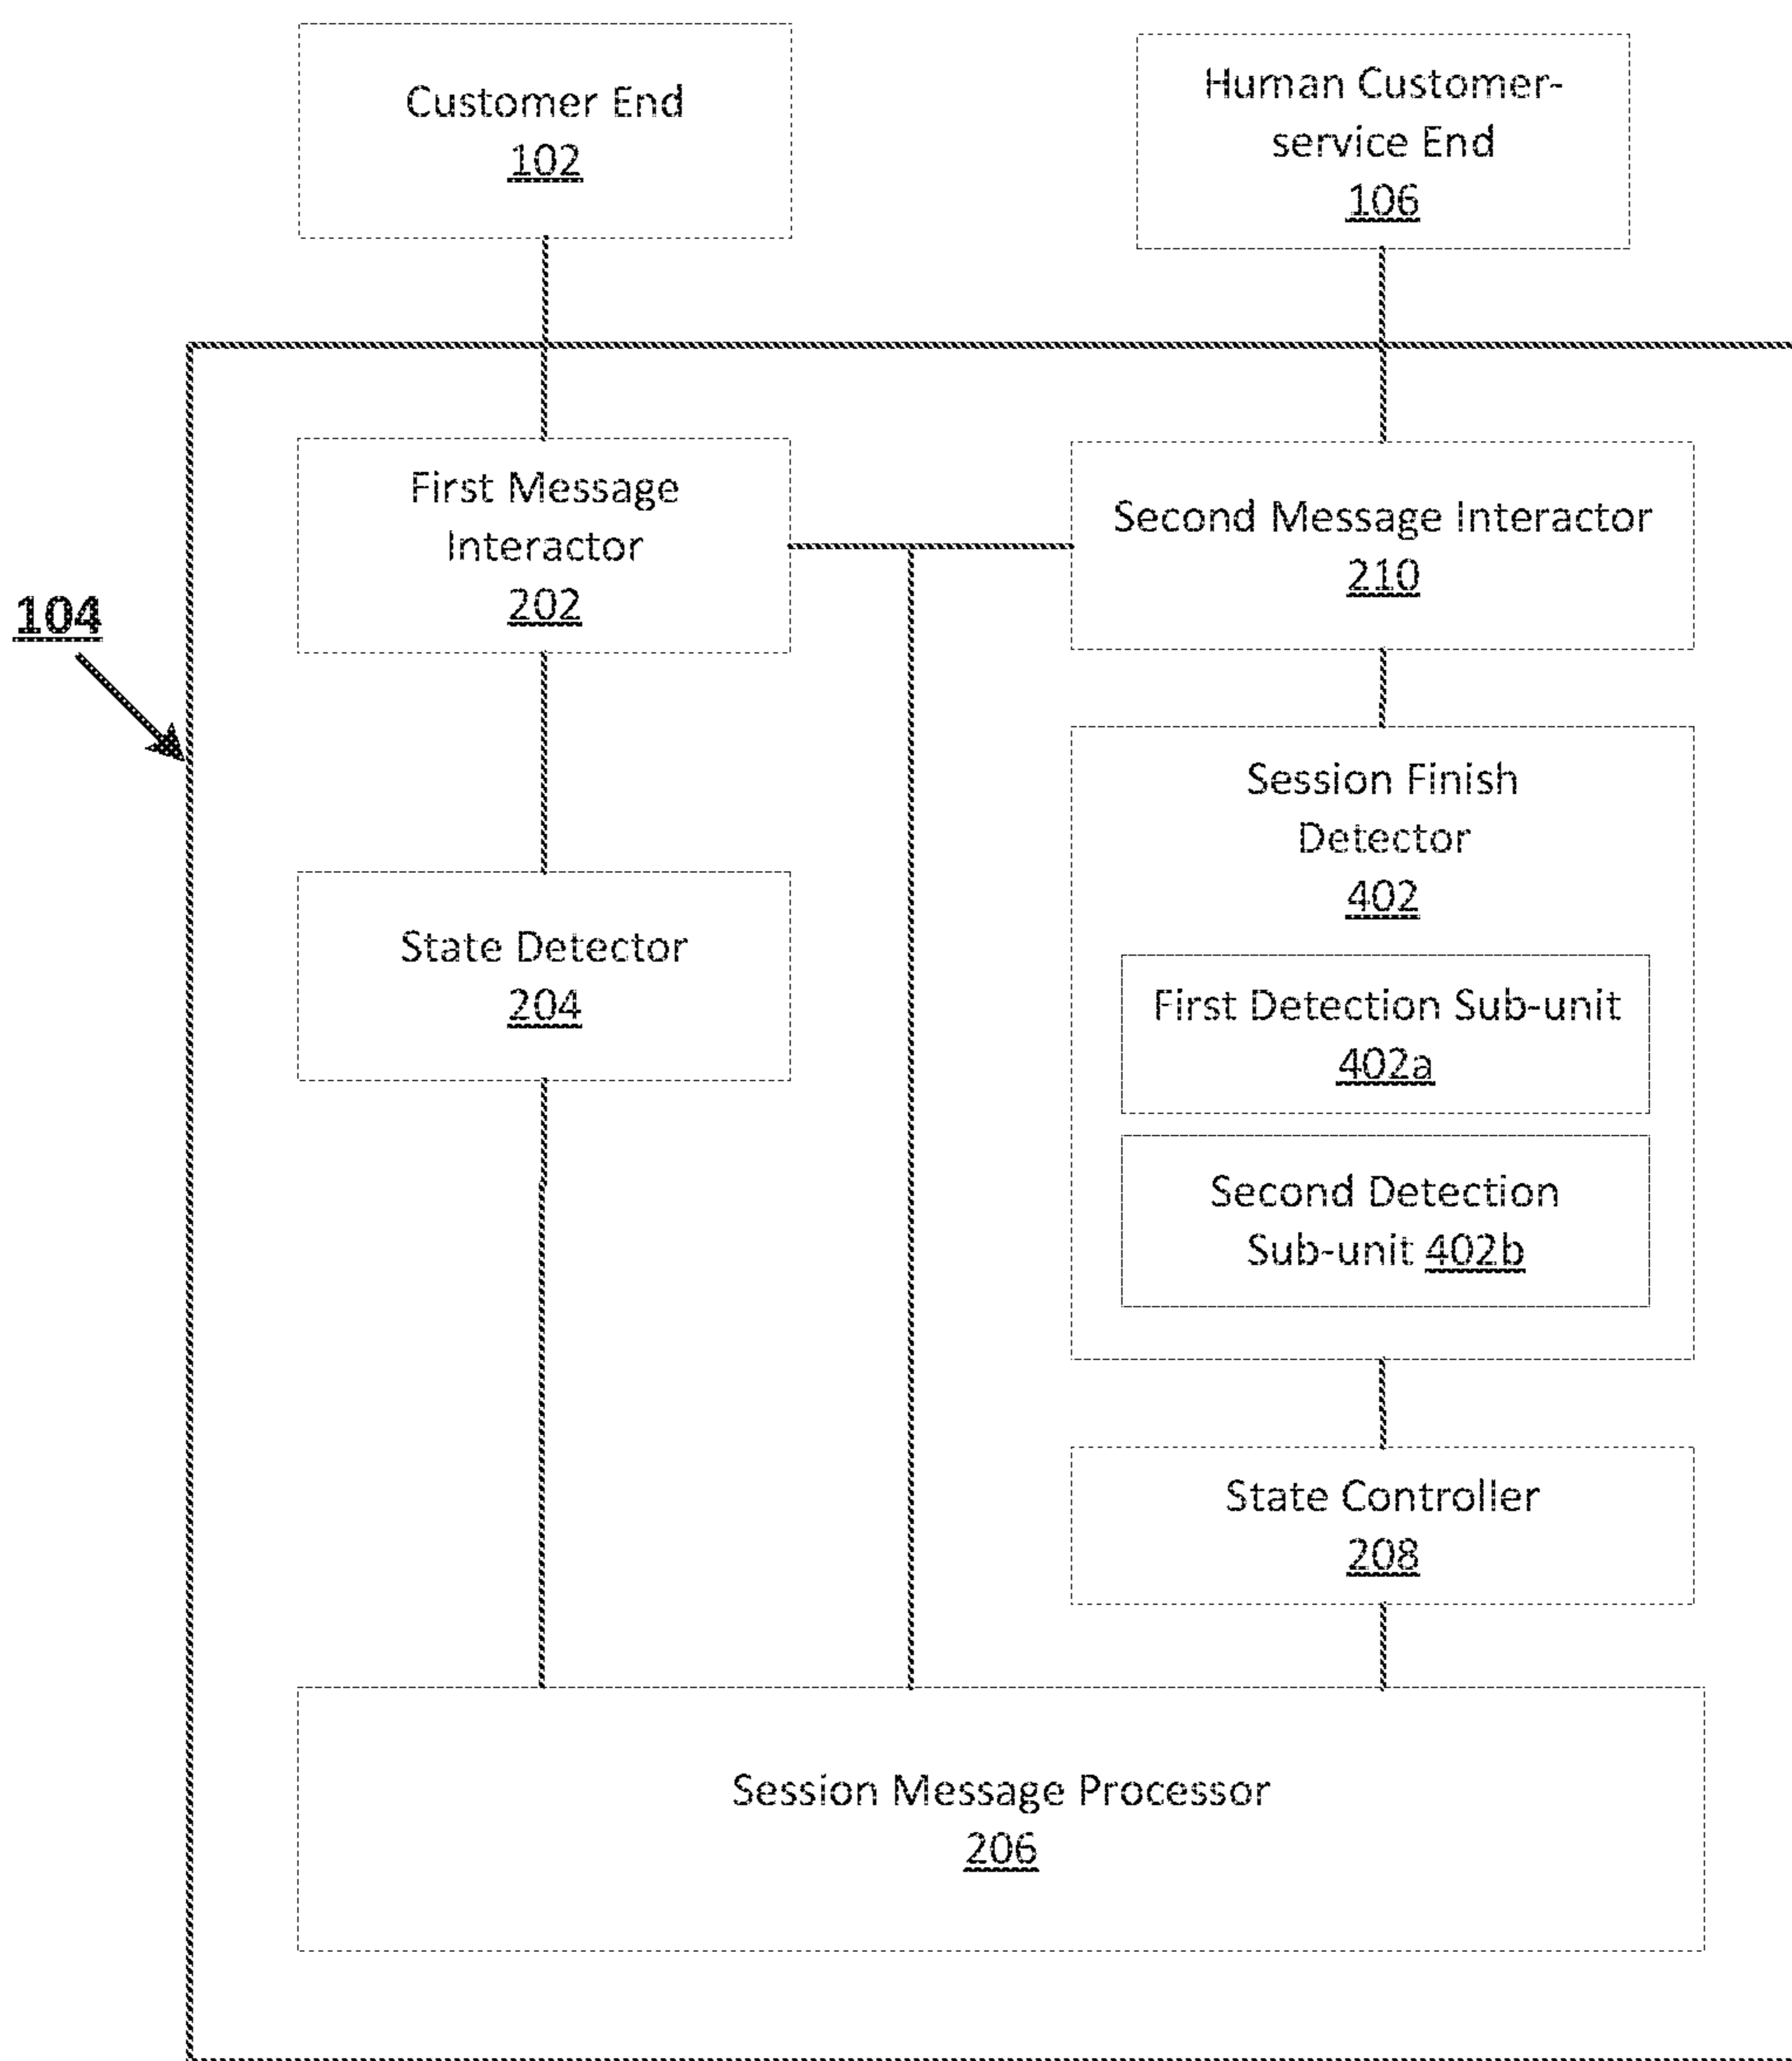 Customer End
102
Human Customer-
service End
106
104
First Message
Interactor
202
Second Message Interactor
210
Session Finish
Detector
402
State Detector
204
First Detection Sub-unit
402a
Second Detection
Sub-unit 402b
State Controller
208
Session Message Processor
206